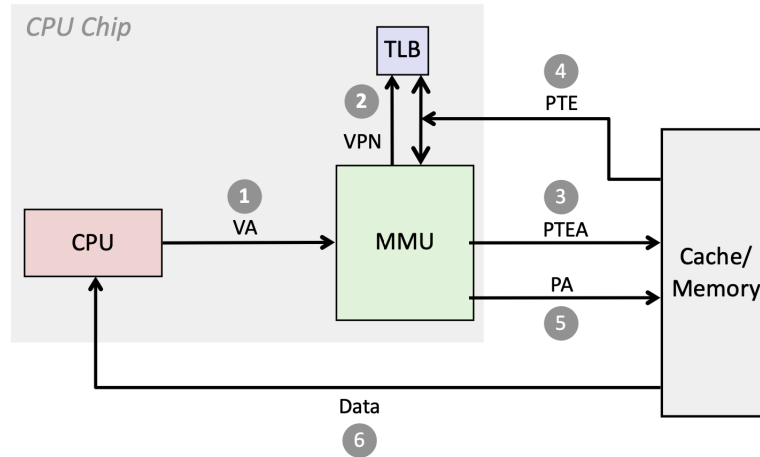 CPU Chip
TLB
4
PTE
2
VPN
1
VA
3
PTEA
CPU
MMU
Cache/
Memory
PA
5
Data
6